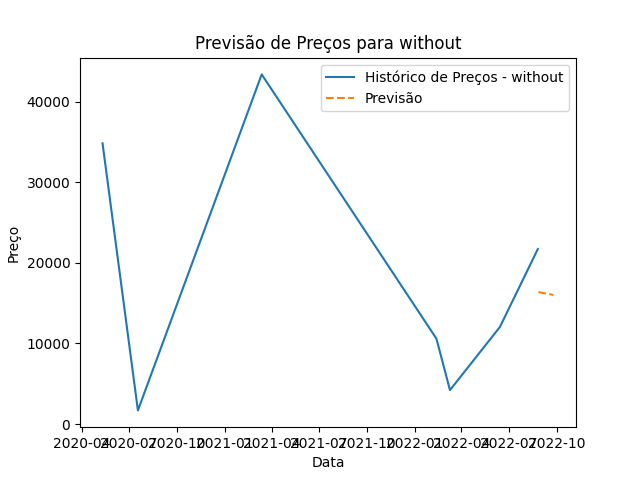 Previsão de Preços para without
Histórico de Preços - without
Previsão
Preço
40000
30000
20000
10000
0
2020-04 2020-07 2020-10 2021-01 2021-04 2021-07 2021-10 2022-01 2022-04 2022-07 2022-10
Data